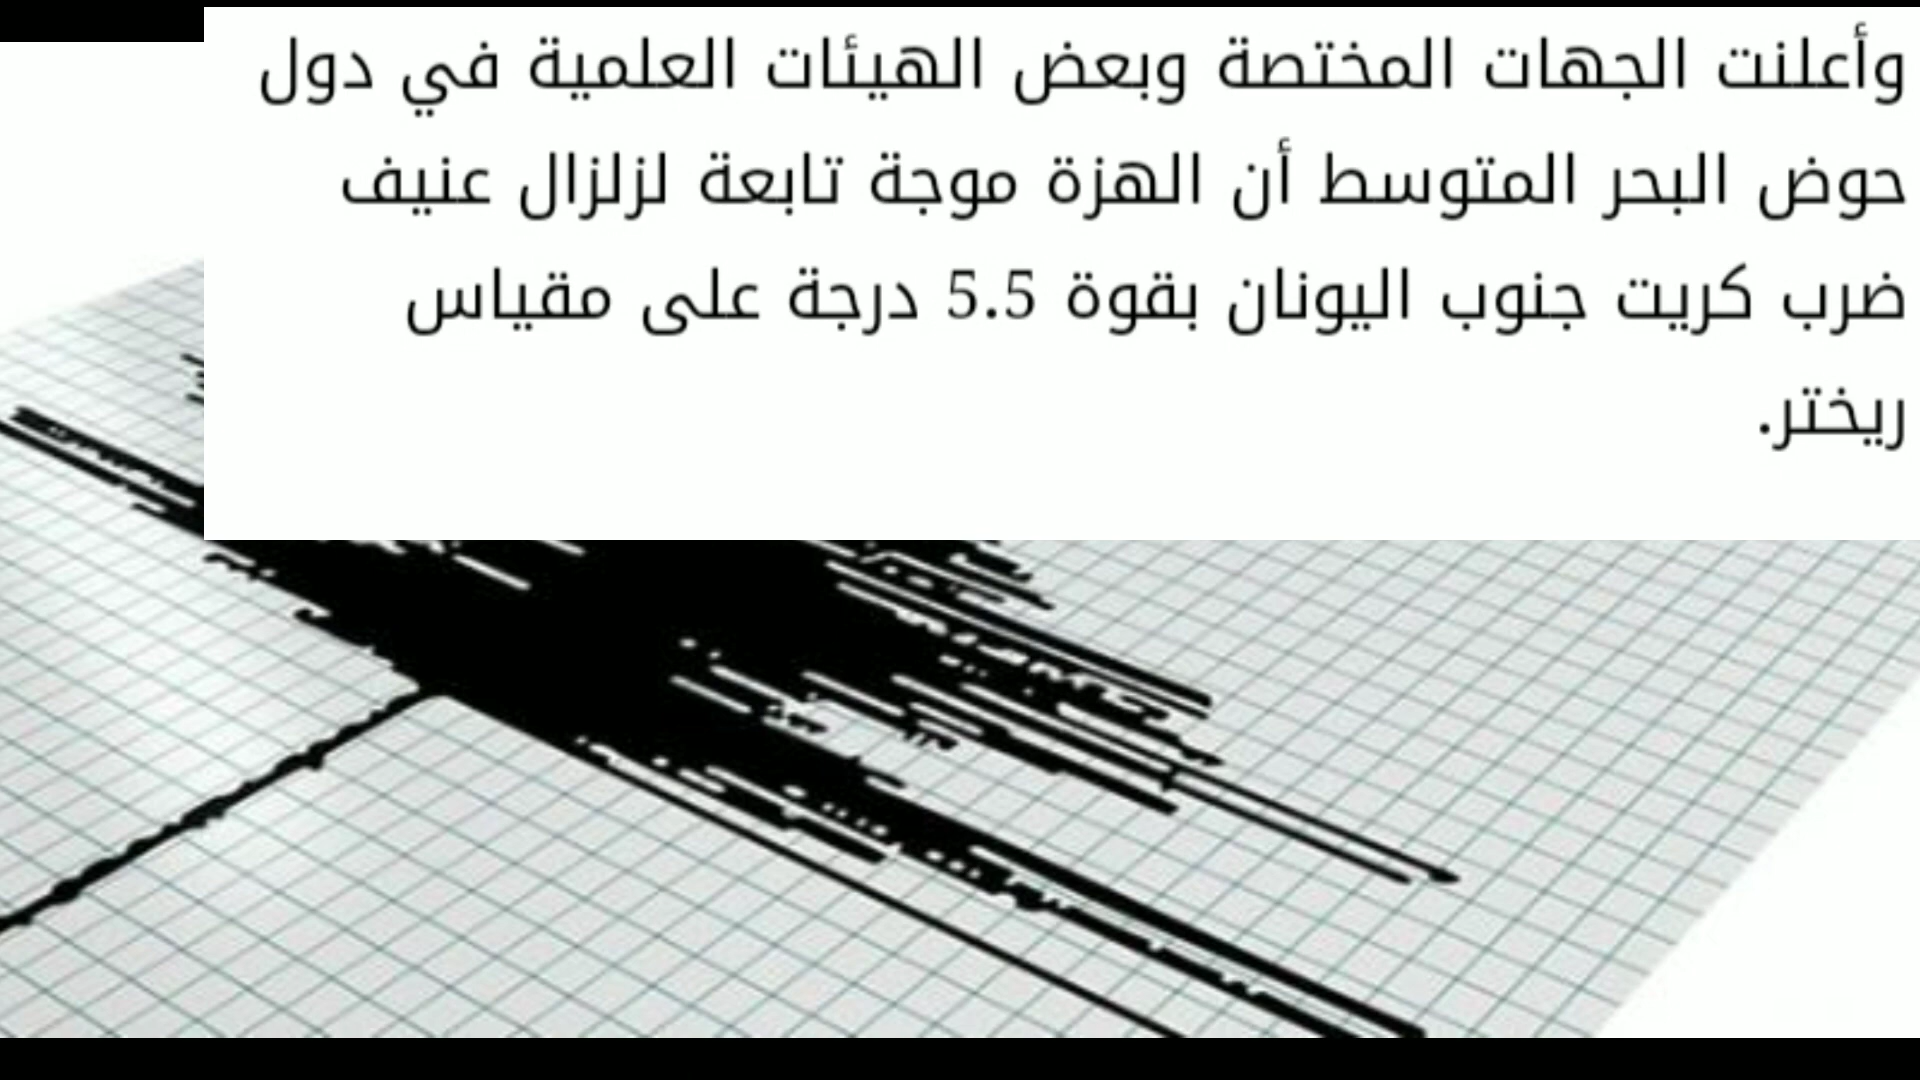 وأعلنت الجهات المختصة وبعض الهيئات العلمية في دول
حوض البحر المتوسط أن الهزة موجة تابعة لزلزال عنيف
ضرب كريت جنوب اليونان بقوة 5.5 درجة على مقياس
ريختر.